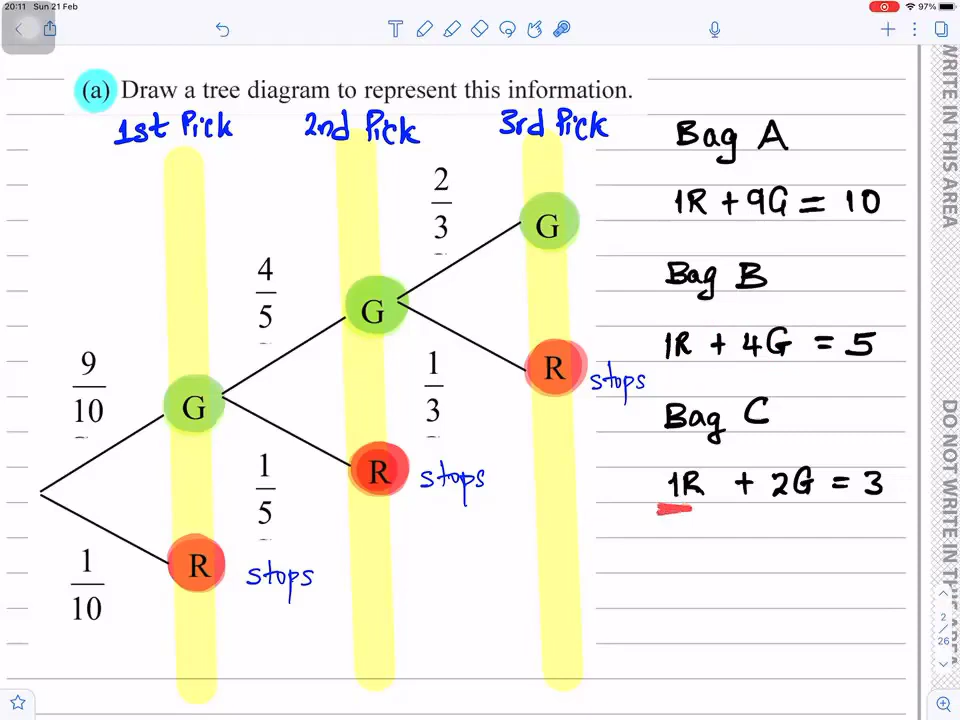 20:11 Sun 21 Feb
97%
(a) Draw a tree diagram to represent this information.
1st Pick 2nd Pick 3rd Pick
2
3
G
4
5
G
1
3
R stops
9
10
G
1
5
R stops
1
10
R stops
Bag A
1R + 9G = 10
Bag B
1R + 4G = 5
Bag C
1R + 2G = 3
WRITE IN THIS AREA
DO NOT WRITE IN THIS AREA
2
/
26